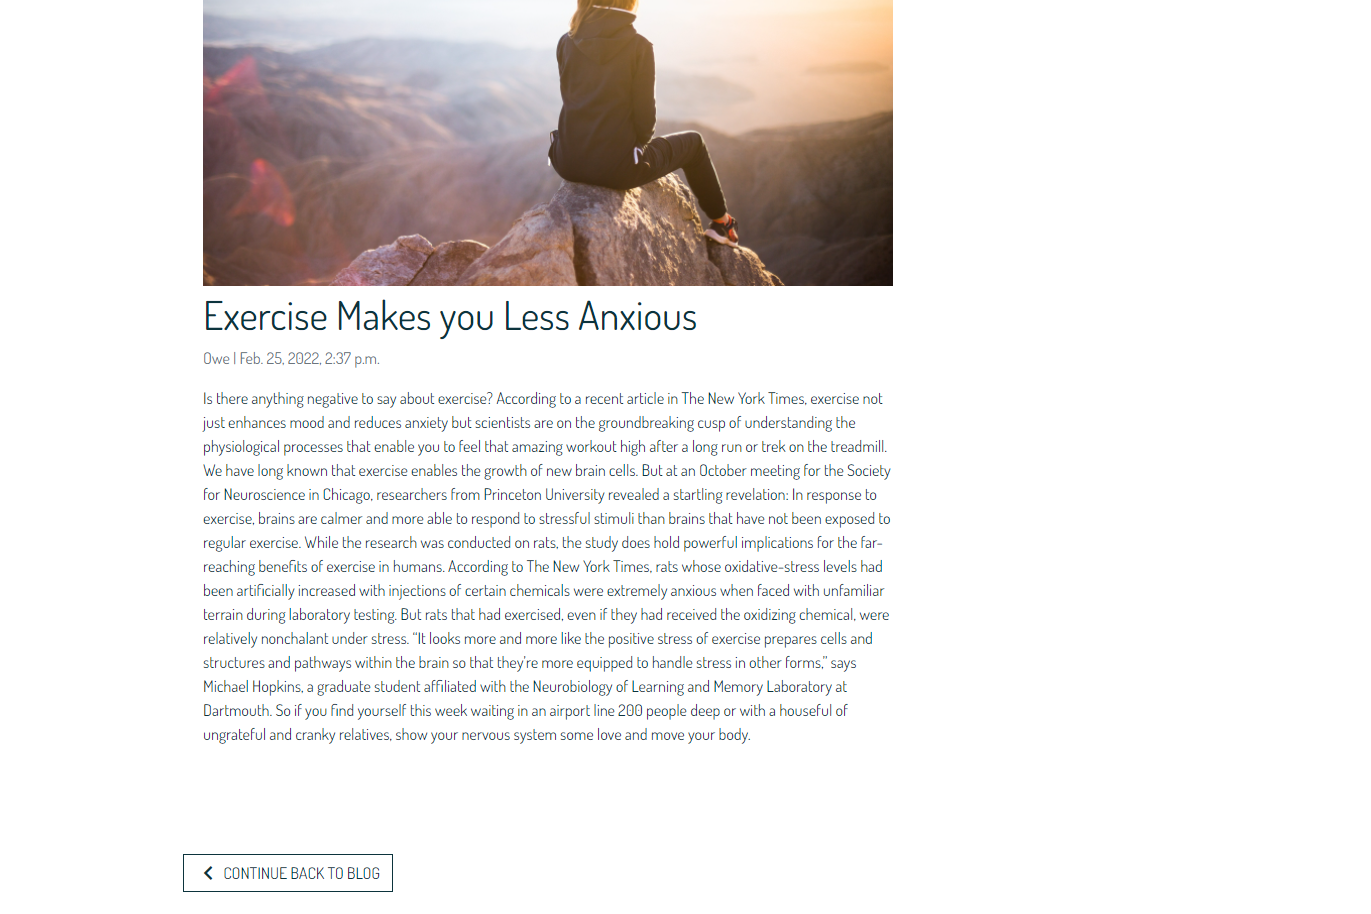 Exercise Makes you Less Anxious
Owe | Feb. 25, 2022, 2:37 p.m.
Is there anything negative to say about exercise? According to a recent article in The New York Times, exercise not
just enhances mood and reduces anxiety but scientists are on the groundbreaking cusp of understanding the
physiological processes that enable you to feel that amazing workout high after a long run or trek on the treadmill.
We have long known that exercise enables the growth of new brain cells. But at an October meeting for the Society
for Neuroscience in Chicago, researchers from Princeton University revealed a startling revelation: In response to
exercise, brains are calmer and more able to respond to stressful stimuli than brains that have not been exposed to
regular exercise. While the research was conducted on rats, the study does hold powerful implications for the far-
reaching benefits of exercise in humans. According to The New York Times, rats whose oxidative-stress levels had
been artificially increased with injections of certain chemicals were extremely anxious when faced with unfamiliar
terrain during laboratory testing. But rats that had exercised, even if they had received the oxidizing chemical, were
relatively nonchalant under stress. “It looks more and more like the positive stress of exercise prepares cells and
structures and pathways within the brain so that they’re more equipped to handle stress in other forms,” says
Michael Hopkins, a graduate student affiliated with the Neurobiology of Learning and Memory Laboratory at
Dartmouth. So if you find yourself this week waiting in an airport line 200 people deep or with a houseful of
ungrateful and cranky relatives, show your nervous system some love and move your body.
CONTINUE BACK TO BLOG